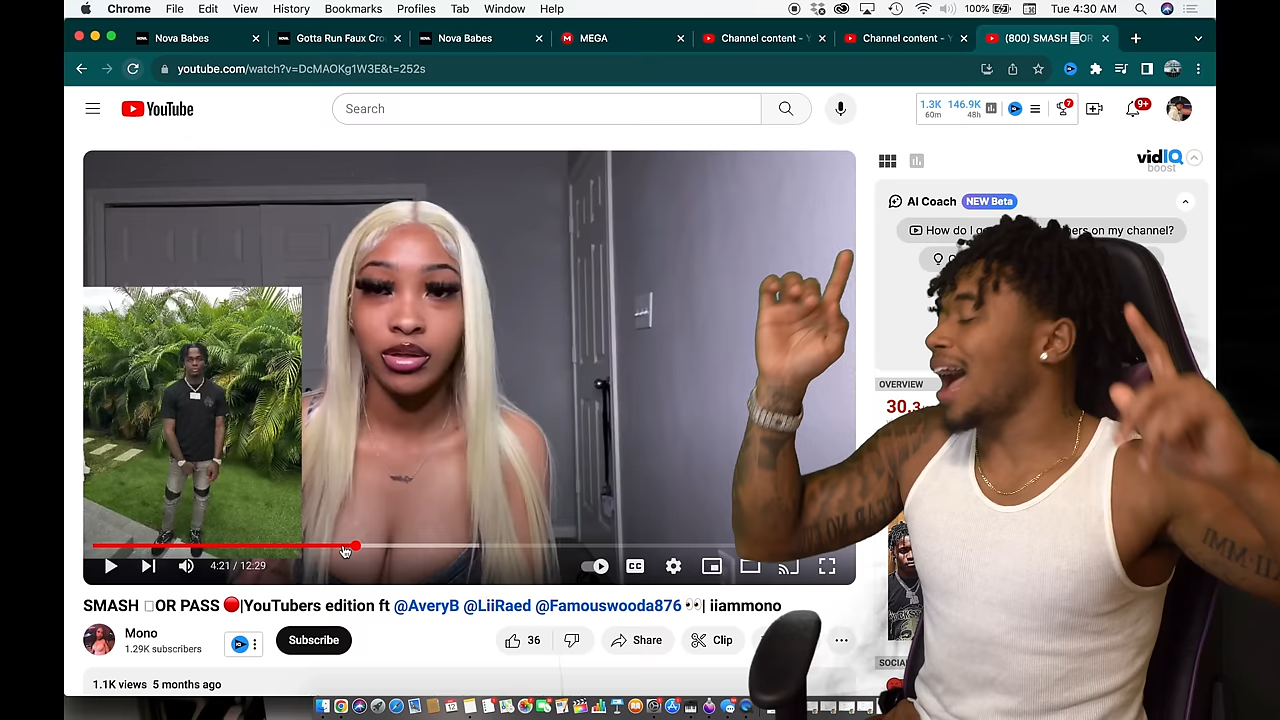 Chrome File Edit View History Bookmarks Profiles Tab Window Help 100% Tue 4:30 AM
Nova Babes Gotta Run Faux Cro Nova Babes MEGA Channel content - Y Channel content - Y (800) SMASH OR
youtube.com/watch?v=DcMAOKg1W3E&t=252s
YouTube Search 1.3K 60m 146.9K 48h 7 9+
vidIQ
boost
AI Coach NEW Beta
How do I
on my channel?
OVERVIEW
30.3
4:21 / 12:29 CC
SMASH OR PASS 🔴|YouTubers edition ft @AveryB @LiiRaed @Famouswooda876 👀| iiammono
Mono
1.29K subscribers
Subscribe 36 Share Clip
1.1K views 5 months ago